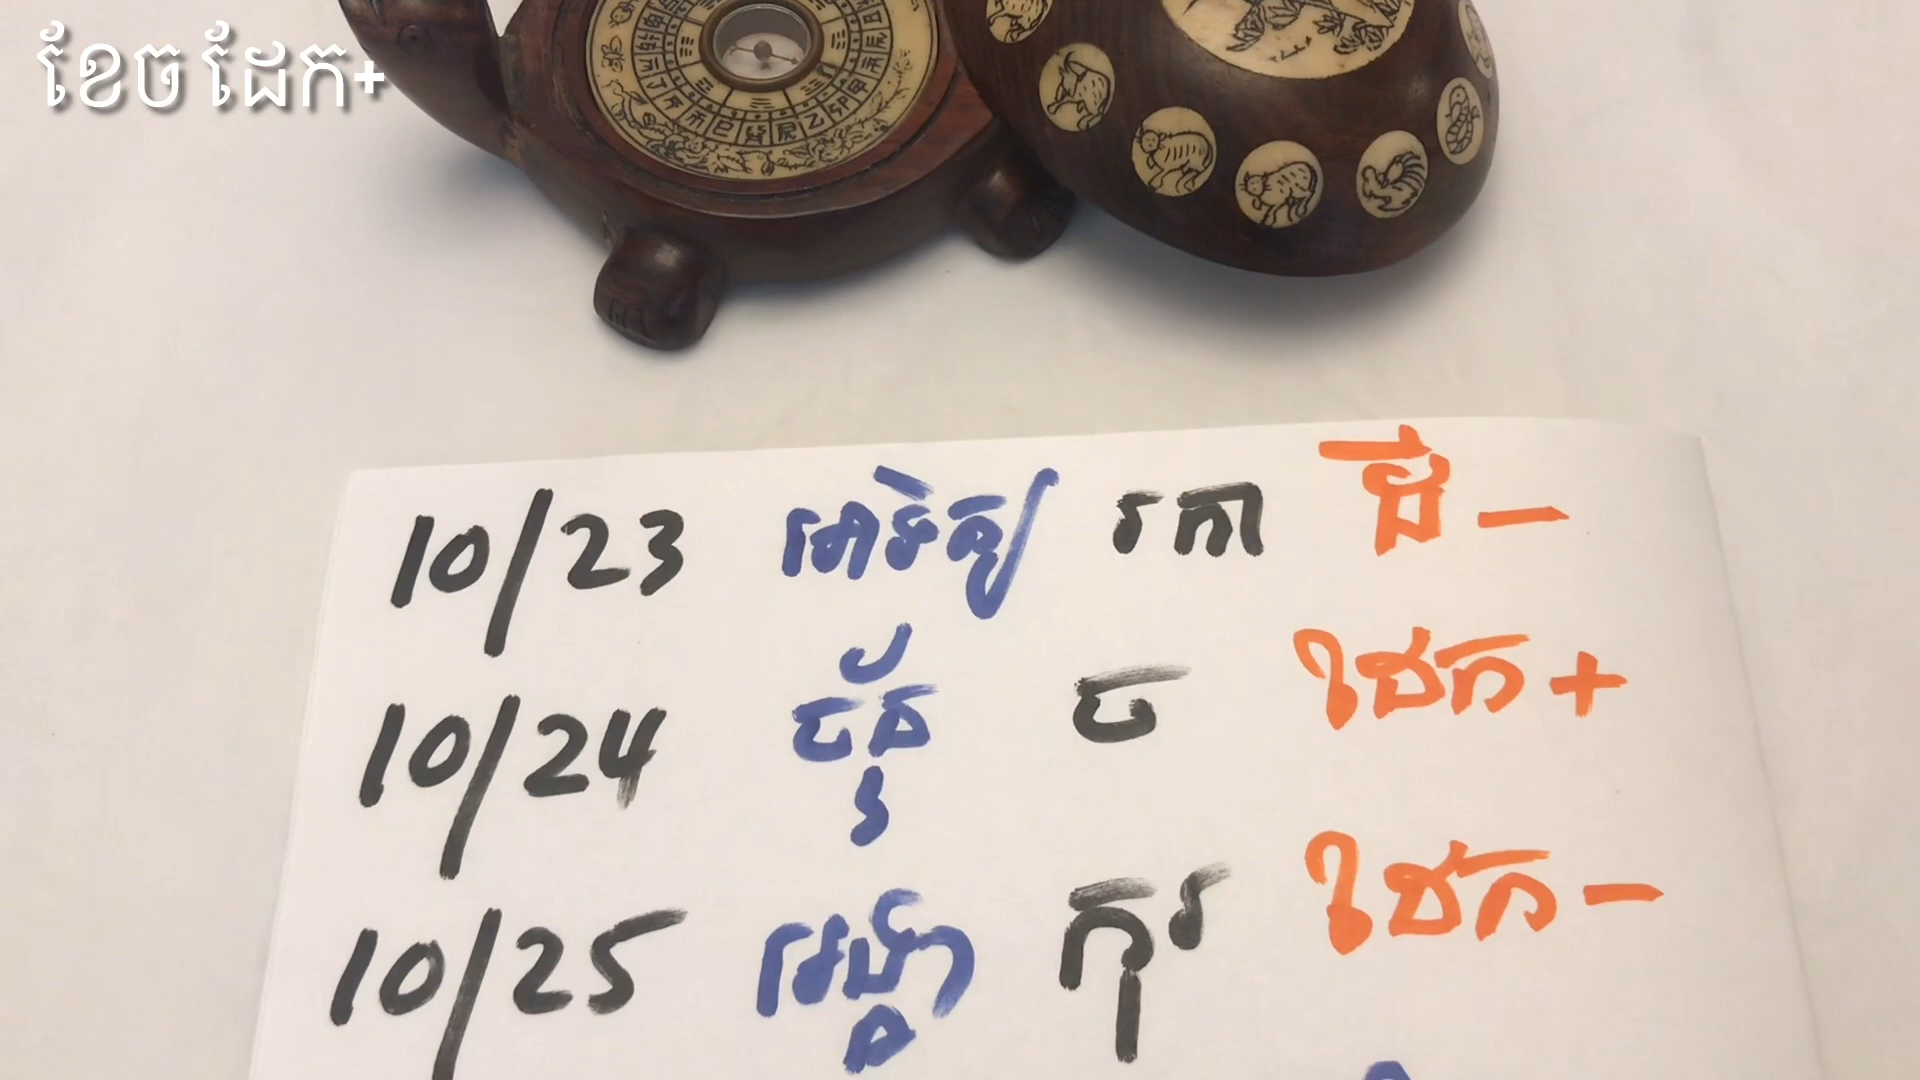 ខែច ដែក+
10/23 អាទិត្យ រកា ដី –
10/24 ច័ន្ទ ច ដែក +
10/25 អង្គារ កុរ ដែក –